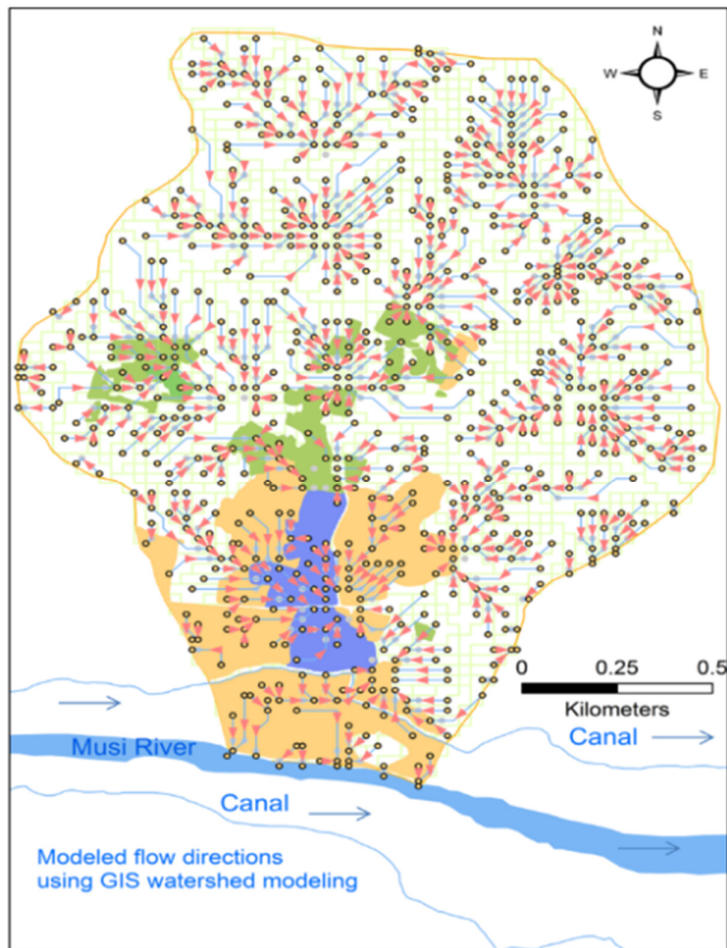 N
W E
S
0 0.25 0.5
Kilometers
Canal
Musi River
Canal
Modeled flow directions
using GIS watershed modeling